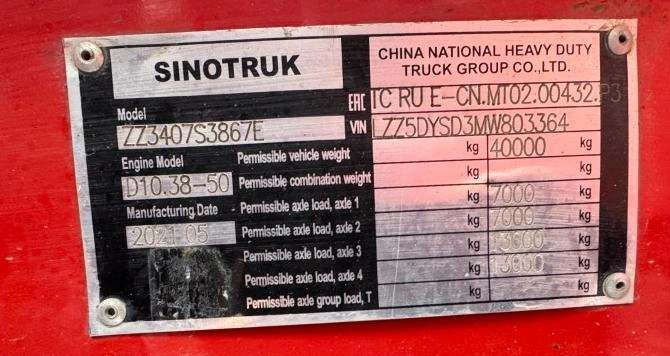 SINOTRUK
CHINA NATIONAL HEAVY DUTY
TRUCK GROUP CO.,LTD.
EAC TC RU E-CN.MT02.00432.P3
Model
ZZ3407S3867E
VIN LZZ5DYSD3MW803364
Engine Model
D10.38-50
Manufacturing Date
2021.05
Permissible vehicle weight kg 40000 kg
Permissible combination weight kg kg
Permissible axle load, axle 1 kg 7000 kg
Permissible axle load, axle 2 kg 7000 kg
Permissible axle load, axle 3 kg 13000 kg
Permissible axle load, axle 4 kg 13000 kg
Permissible axle group load, T kg kg